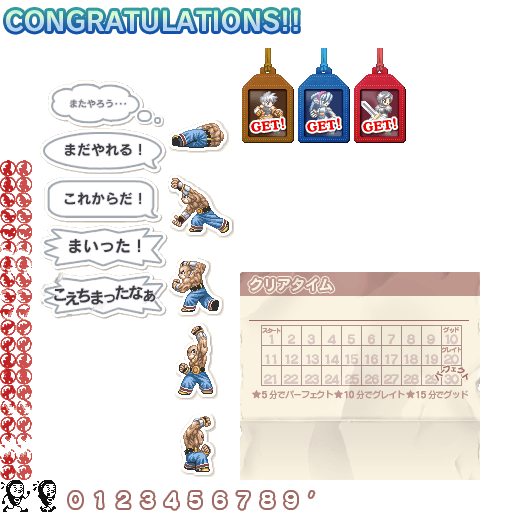 CONGRATULATIONS!!
またやろう・・・
まだやれる！
これからだ！
まいった！
こえちまったなぁ
GET! GET! GET!
クリアタイム
スタート グッド
1 2 3 4 5 6 7 8 9 10
グレイト
11 12 13 14 15 16 17 18 19 20
パーフェクト
21 22 23 24 25 26 27 28 29 30
★5分でパーフェクト★10分でグレイト★15分でグッド
0 1 2 3 4 5 6 7 8 9 ′